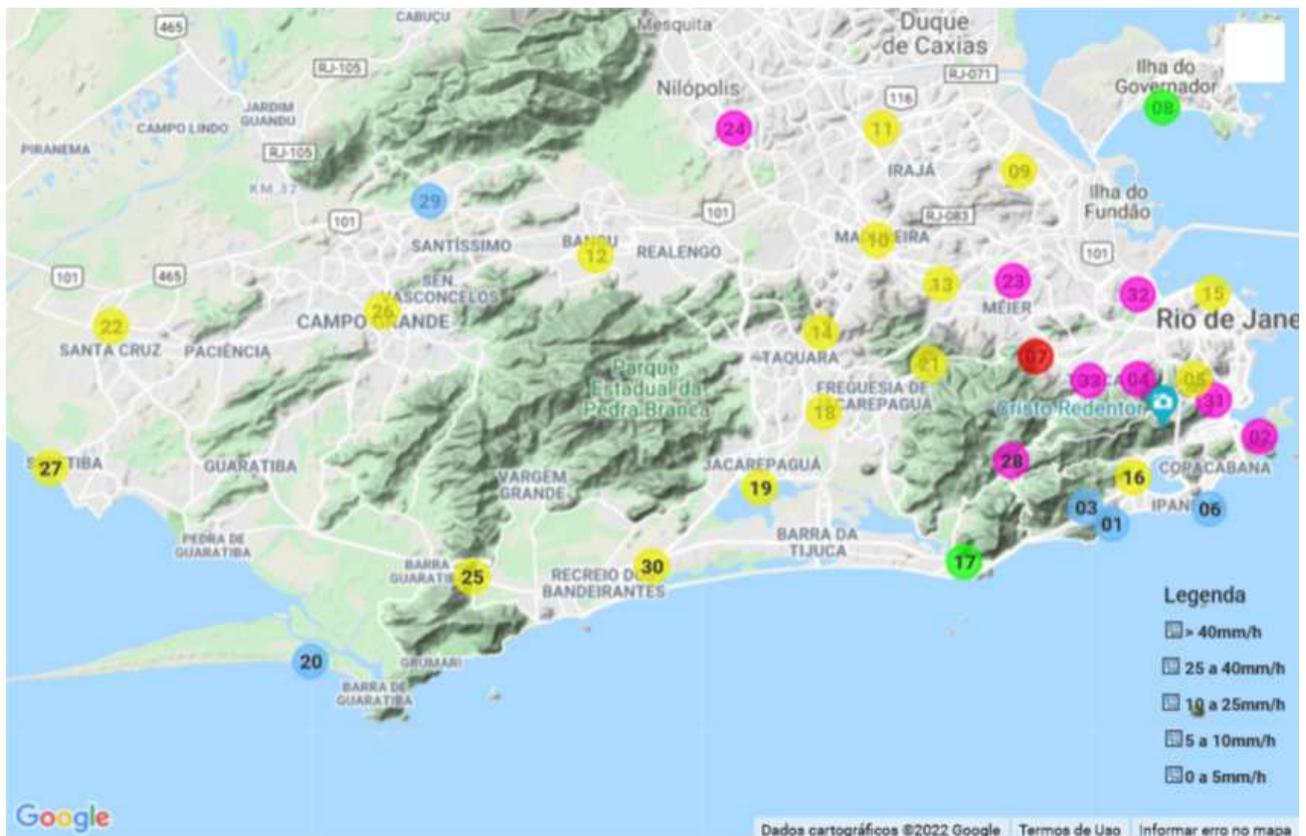 CABUÇU
465
Mesquita
Duque
de Caxias
RJ-105
RJ-071
Ilha do
Governador
Nilópolis
116
JARDIM
GUANDU
08
CAMPO LINDO
24
11
PIRANEMA
RJ-105
IRAJÁ
09
KM 32
29
Ilha do
Fundão
101
101
RJ-083
SANTÍSSIMO
12
REALENGO
10
101
101
465
SEN.
VASCONCELOS
13
23
MÉIER
32
15
26
CAMPO GRANDE
22
SANTA CRUZ
PACIÊNCIA
14
TAQUARA
Rio de Jane
07
21
Parque
Estadual da
Pedra Branca
33
04
05
FREGUESIA DE
18
Cristo Redentor
31
02
27
GUARATIBA
JACAREPAGUÁ
28
COPACABANA
VARGEM
GRANDE
19
16
03
01
06
PEDRA DE
GUARATIBA
BARRA DA
TIJUCA
17
BARRA
25
30
RECREIO DOS
BANDEIRANTES
Legenda
> 40mm/h
20
GRUMARI
25 a 40mm/h
BARRA DE
GUARATIBA
10 a 25mm/h
5 a 10mm/h
0 a 5mm/h
Google
Dados cartográficos ©2022 Google
Termos de Uso
Informar erro no mapa